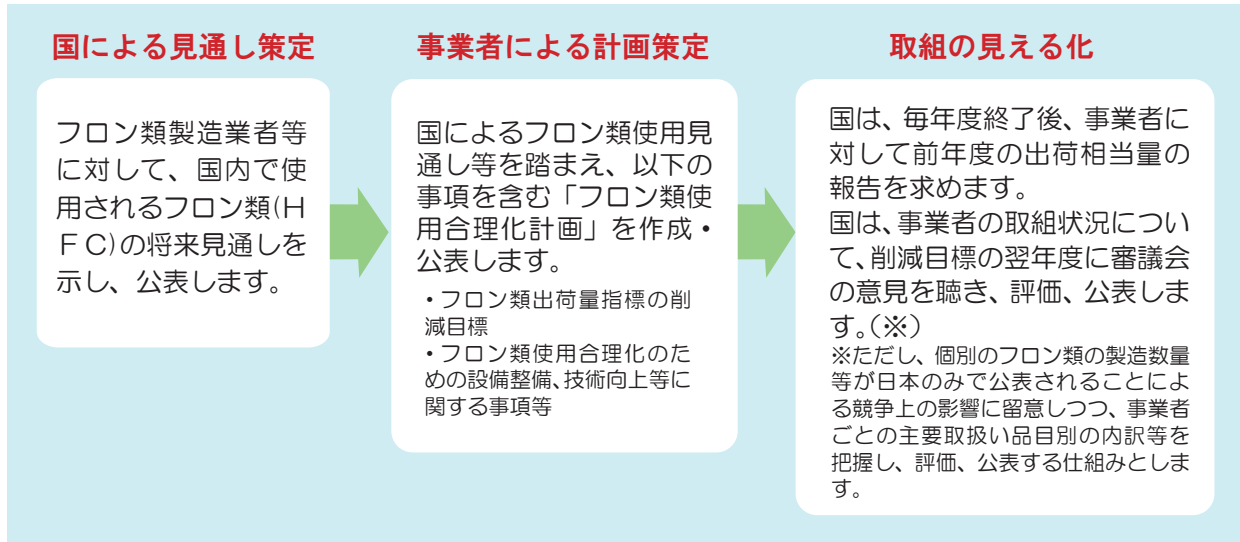 国による見通し策定
フロン類製造業者等
に対して、国内で使
用されるフロン類(H
FC)の将来見通しを
示し、公表します。
事業者による計画策定
国によるフロン類使用見
通し等を踏まえ、以下の
事項を含む「フロン類使
用合理化計画」を作成・
公表します。
・フロン類出荷量指標の削
減目標
・フロン類使用合理化のた
めの設備整備、技術向上等に
関する事項等
取組の見える化
国は、毎年度終了後、事業者に
対して前年度の出荷相当量の
報告を求めます。
国は、事業者の取組状況につい
て、削減目標の翌年度に審議会
の意見を聴き、評価、公表しま
す。(※)
※ただし、個別のフロン類の製造数量
等が日本のみで公表されることによ
る競争上の影響に留意しつつ、事業者
ごとの主要取扱い品目別の内訳等を
把握し、評価、公表する仕組みとしま
す。